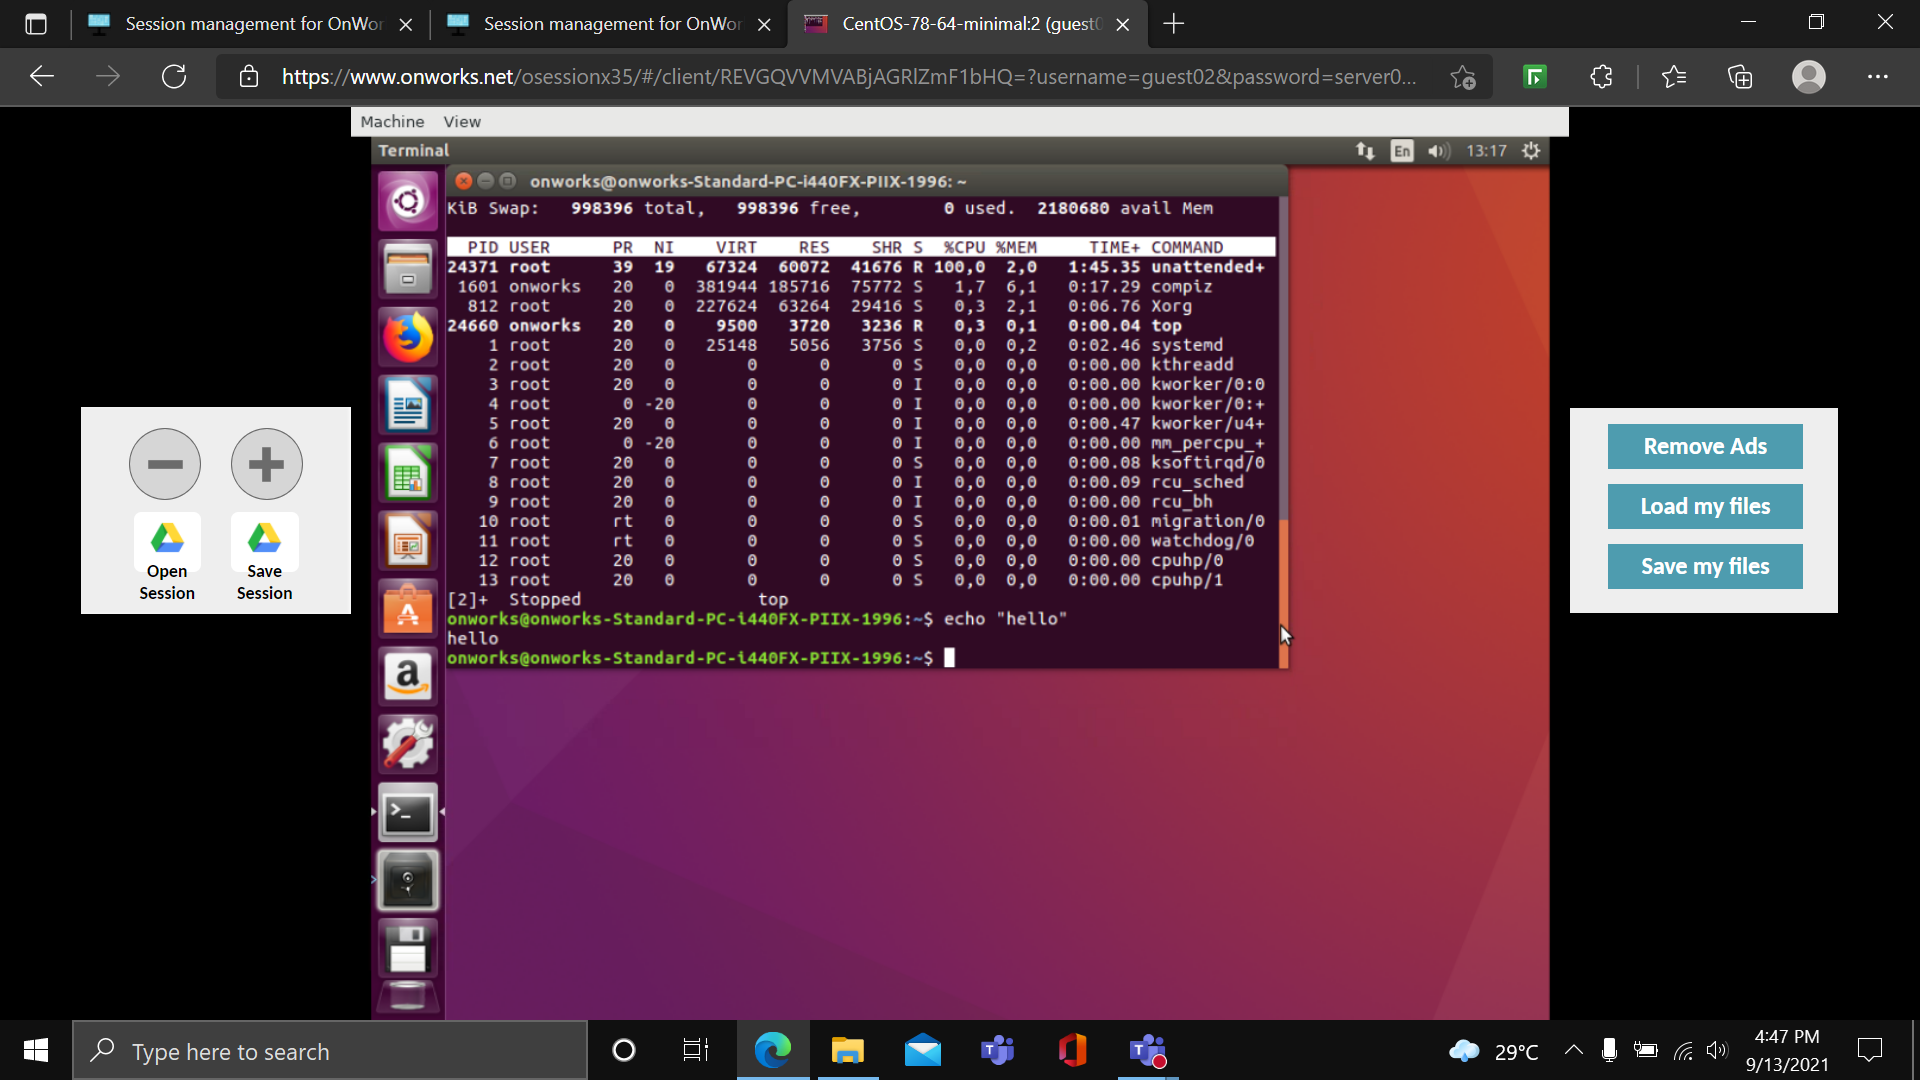 Session management for OnWor
Session management for OnWor
CentOS-78-64-minimal:2 (guest0
https://www.onworks.net/osessionx35/#/client/REVGQVVMVABjAGRlZmF1bHQ=?username=guest02&password=server0...
Machine View
Terminal
En
13:17
onworks@onworks-Standard-PC-i440FX-PIIX-1996: ~
KiB Swap: 998396 total, 998396 free, 0 used. 2180680 avail Mem
PID USER PR NI VIRT RES SHR S %CPU %MEM TIME+ COMMAND
24371 root 39 19 67324 60072 41676 R 100,0 2,0 1:45.35 unattended+
1601 onworks 20 0 381944 185716 75772 S 1,7 6,1 0:17.29 compiz
812 root 20 0 227624 63264 29416 S 0,3 2,1 0:06.76 Xorg
24660 onworks 20 0 9500 3720 3236 R 0,3 0,1 0:00.04 top
1 root 20 0 25148 5056 3756 S 0,0 0,2 0:02.46 systemd
2 root 20 0 0 0 0 S 0,0 0,0 0:00.00 kthreadd
3 root 20 0 0 0 0 I 0,0 0,0 0:00.00 kworker/0:0
4 root 0 -20 0 0 0 I 0,0 0,0 0:00.00 kworker/0:+
5 root 20 0 0 0 0 I 0,0 0,0 0:00.47 kworker/u4+
6 root 0 -20 0 0 0 I 0,0 0,0 0:00.00 mm_percpu_+
7 root 20 0 0 0 0 S 0,0 0,0 0:00.08 ksoftirqd/0
8 root 20 0 0 0 0 I 0,0 0,0 0:00.09 rcu_sched
9 root 20 0 0 0 0 I 0,0 0,0 0:00.00 rcu_bh
10 root rt 0 0 0 0 S 0,0 0,0 0:00.01 migration/0
11 root rt 0 0 0 0 S 0,0 0,0 0:00.00 watchdog/0
12 root 20 0 0 0 0 S 0,0 0,0 0:00.00 cpuhp/0
13 root 20 0 0 0 0 S 0,0 0,0 0:00.00 cpuhp/1
[2]+ Stopped top
onworks@onworks-Standard-PC-i440FX-PIIX-1996:~$ echo "hello"
hello
onworks@onworks-Standard-PC-i440FX-PIIX-1996:~$
Open Session
Save Session
Remove Ads
Load my files
Save my files
Type here to search
29°C
4:47 PM
9/13/2021